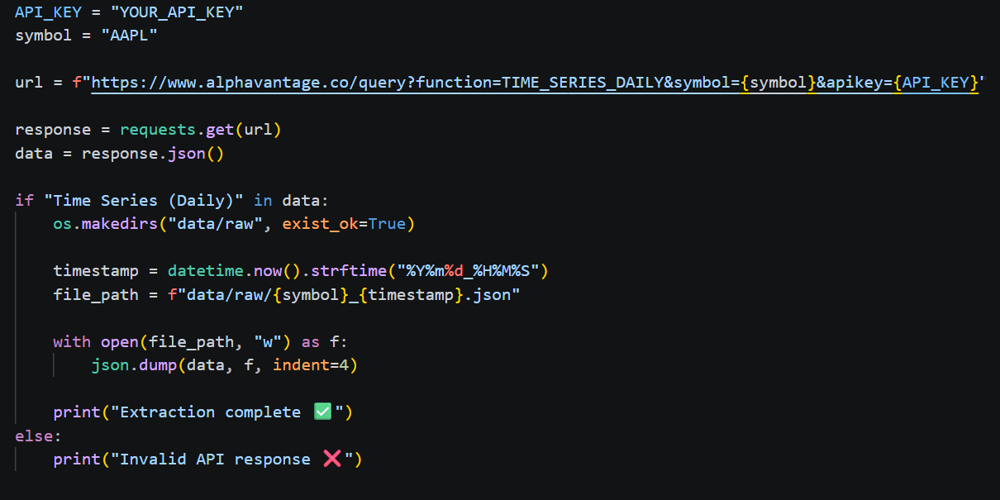 API_KEY = "YOUR_API_KEY"
symbol = "AAPL"
url = f"https://www.alphavantage.co/query?function=TIME_SERIES_DAILY&symbol={symbol}&apikey={API_KEY}"
response = requests.get(url)
data = response.json()
if "Time Series (Daily)" in data:
    os.makedirs("data/raw", exist_ok=True)
    timestamp = datetime.now().strftime("%Y%m%d_%H%M%S")
    file_path = f"data/raw/{symbol}_{timestamp}.json"
    with open(file_path, "w") as f:
        json.dump(data, f, indent=4)
    print("Extraction complete ✅")
else:
    print("Invalid API response ❌")